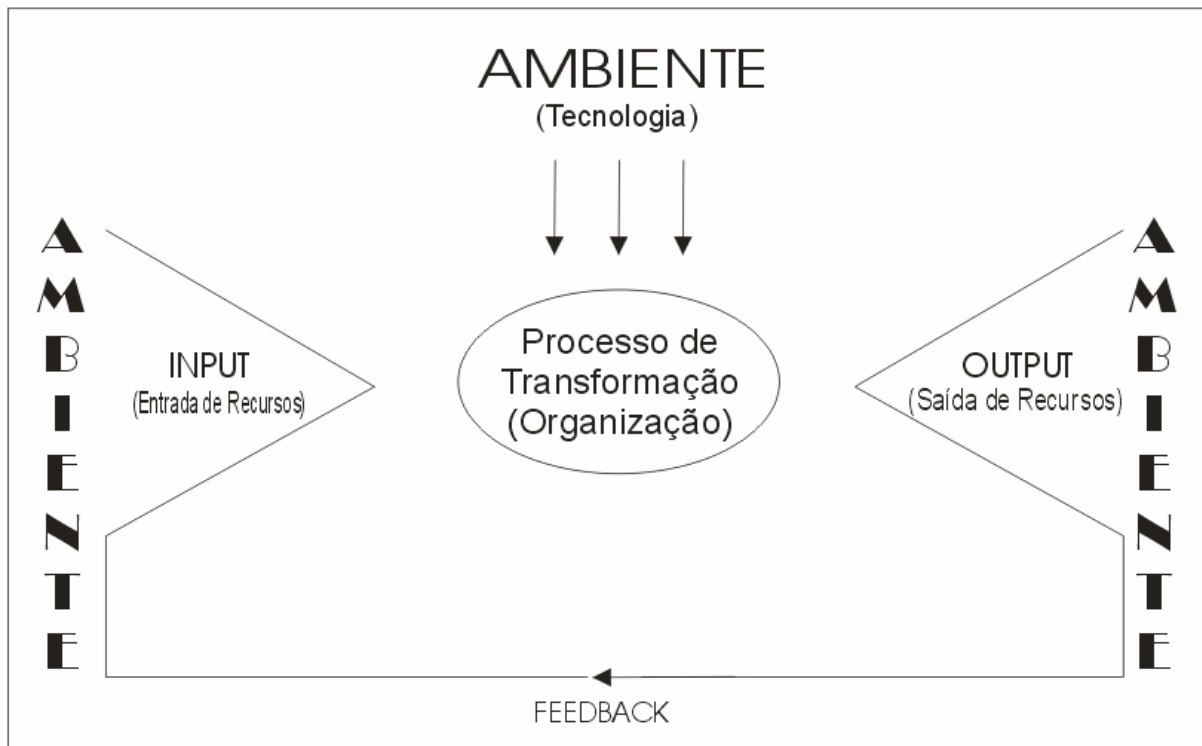 AMBIENTE
(Tecnologia)
AMBIENTE
INPUT
(Entrada de Recursos)
Processo de
Transformação
(Organização)
OUTPUT
(Saída de Recursos)
AMBIENTE
FEEDBACK